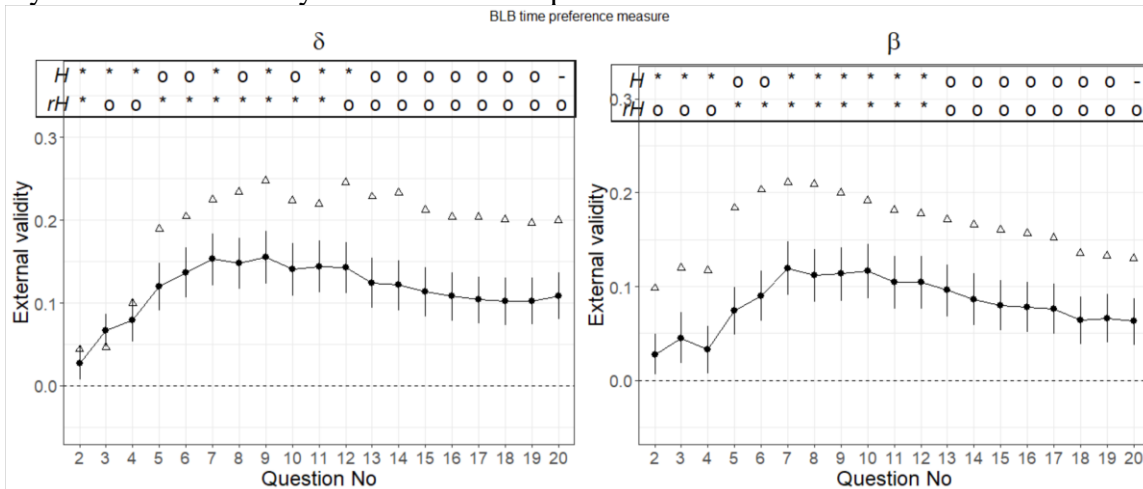 BLB time preference measure
δ
H * * * o o * o * o * * o o o o o o o -
rH * o o * * * * * * * o o o o o o o o o
0.3
0.2
0.1
0.0
External validity
2 3 4 5 6 7 8 9 10 11 12 13 14 15 16 17 18 19 20
Question No
β
H * * * o o * * * * * * o o o o o o o -
rH o o o * * * * * * * * o o o o o o o o
0.3
0.2
0.1
0.0
External validity
2 3 4 5 6 7 8 9 10 11 12 13 14 15 16 17 18 19 20
Question No